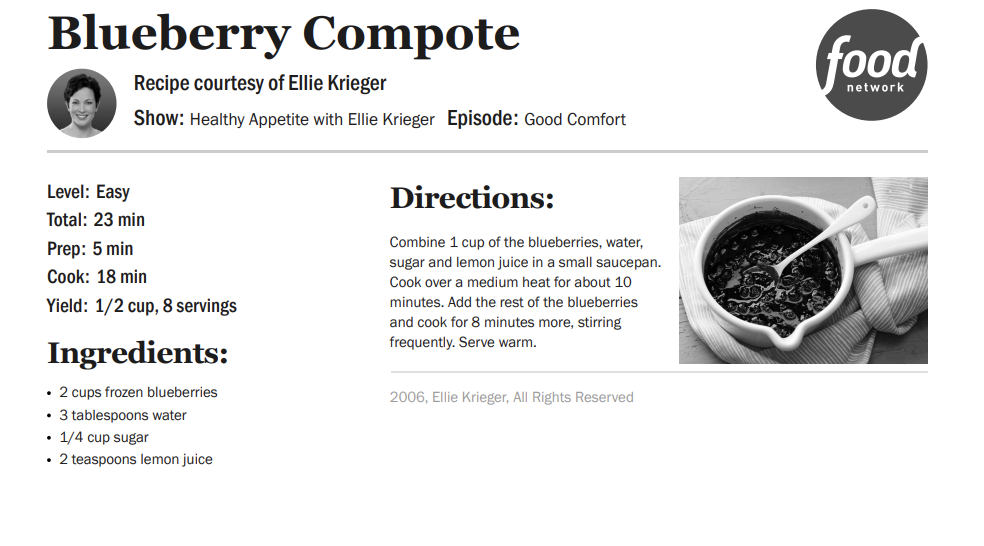 Blueberry Compote
food
network
Recipe courtesy of Ellie Krieger
Show: Healthy Appetite with Ellie Krieger Episode: Good Comfort
Level: Easy
Total: 23 min
Prep: 5 min
Cook: 18 min
Yield: 1/2 cup, 8 servings
Ingredients:
• 2 cups frozen blueberries
• 3 tablespoons water
• 1/4 cup sugar
• 2 teaspoons lemon juice
Directions:
Combine 1 cup of the blueberries, water,
sugar and lemon juice in a small saucepan.
Cook over a medium heat for about 10
minutes. Add the rest of the blueberries
and cook for 8 minutes more, stirring
frequently. Serve warm.
2006, Ellie Krieger, All Rights Reserved